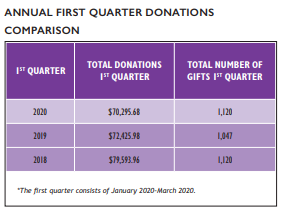 ANNUAL FIRST QUARTER DONATIONS
COMPARISON
1ST QUARTER
TOTAL DONATIONS
1ST QUARTER
TOTAL NUMBER OF
GIFTS 1ST QUARTER
2020 $70,295.68 1,120
2019 $72,425.98 1,047
2018 $79,593.96 1,120
*The first quarter consists of January 2020-March 2020.